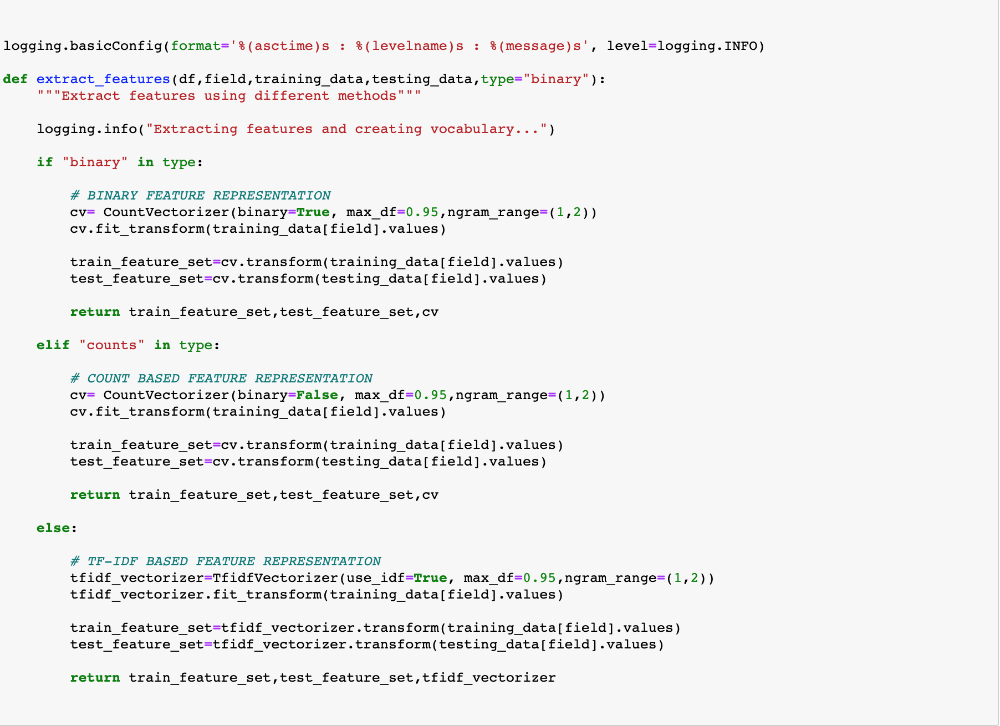 logging.basicConfig(format='%(asctime)s : %(levelname)s : %(message)s', level=logging.INFO)
def extract_features(df,field,training_data,testing_data,type="binary"):
    """Extract features using different methods"""
    logging.info("Extracting features and creating vocabulary...")
    if "binary" in type:
        # BINARY FEATURE REPRESENTATION
        cv= CountVectorizer(binary=True, max_df=0.95,ngram_range=(1,2))
        cv.fit_transform(training_data[field].values)
        train_feature_set=cv.transform(training_data[field].values)
        test_feature_set=cv.transform(testing_data[field].values)
        return train_feature_set,test_feature_set,cv
    elif "counts" in type:
        # COUNT BASED FEATURE REPRESENTATION
        cv= CountVectorizer(binary=False, max_df=0.95,ngram_range=(1,2))
        cv.fit_transform(training_data[field].values)
        train_feature_set=cv.transform(training_data[field].values)
        test_feature_set=cv.transform(testing_data[field].values)
        return train_feature_set,test_feature_set,cv
    else:
        # TF-IDF BASED FEATURE REPRESENTATION
        tfidf_vectorizer=TfidfVectorizer(use_idf=True, max_df=0.95,ngram_range=(1,2))
        tfidf_vectorizer.fit_transform(training_data[field].values)
        train_feature_set=tfidf_vectorizer.transform(training_data[field].values)
        test_feature_set=tfidf_vectorizer.transform(testing_data[field].values)
        return train_feature_set,test_feature_set,tfidf_vectorizer